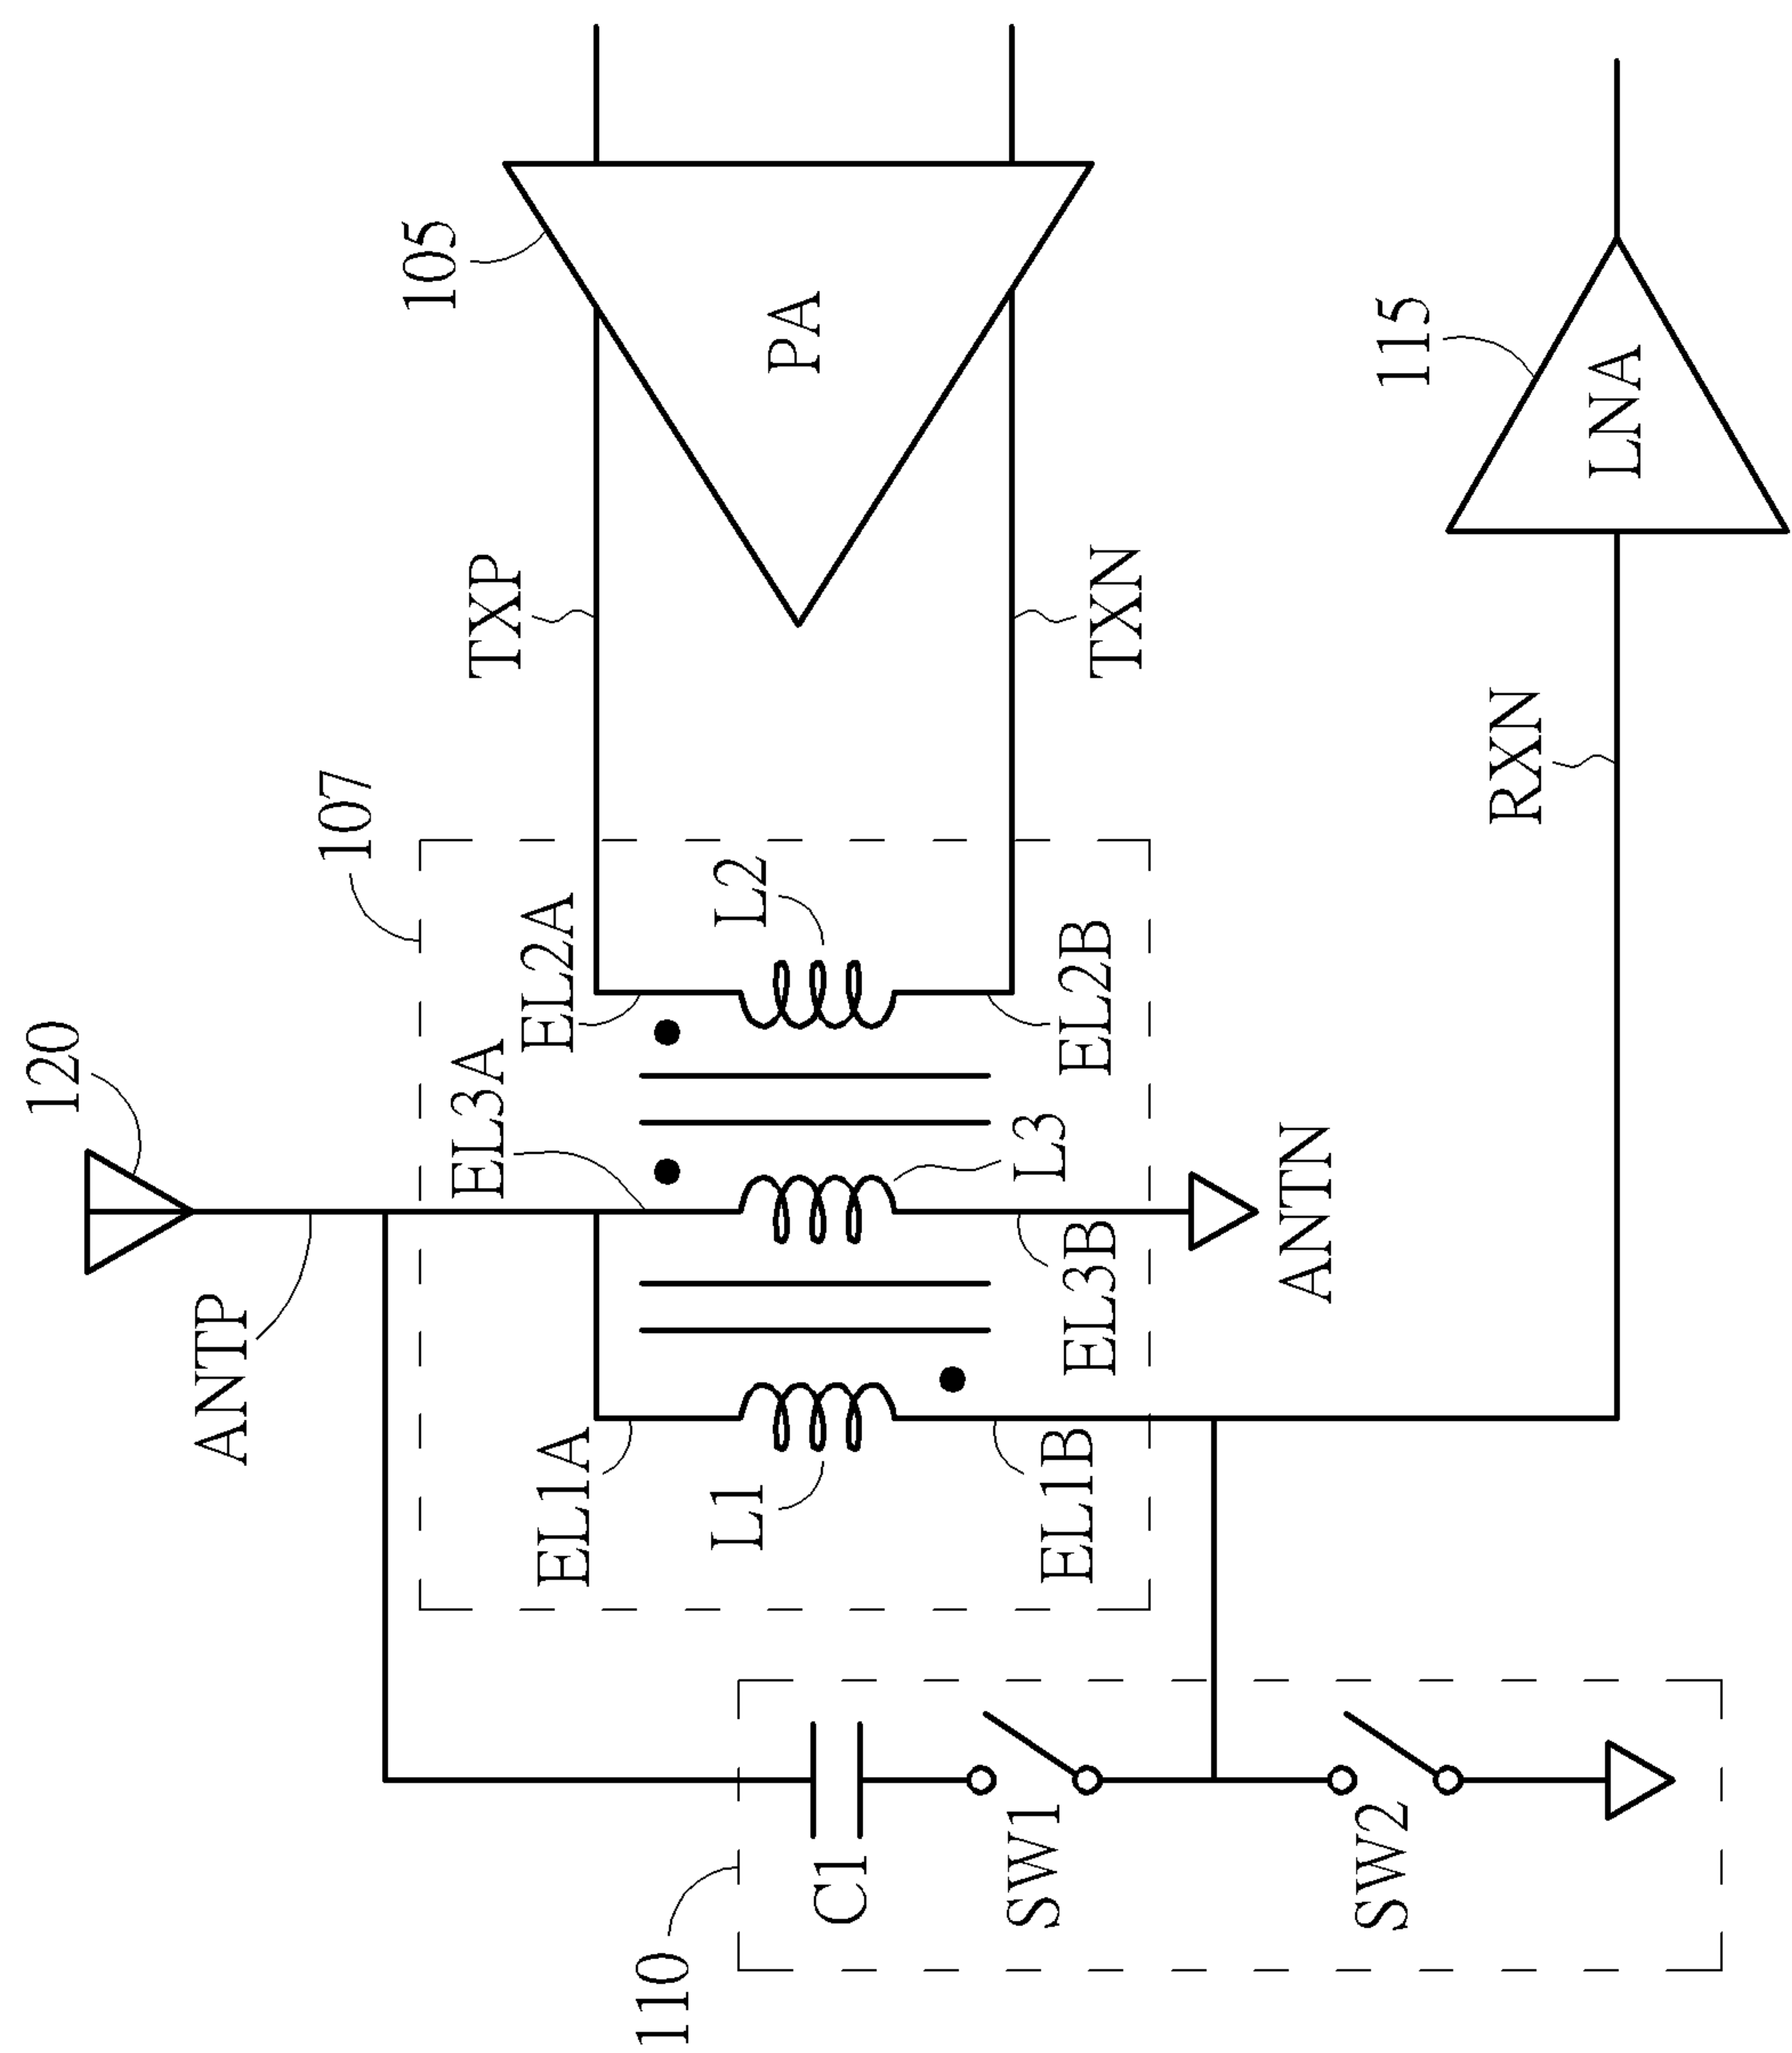 120
ANTP
107
105
EL3A
EL2A
TXP
EL1A
L1
L2
PA
L3
EL1B
EL3B
EL2B
TXN
ANTN
RXN
115
LNA
110
C1
SW1
SW2